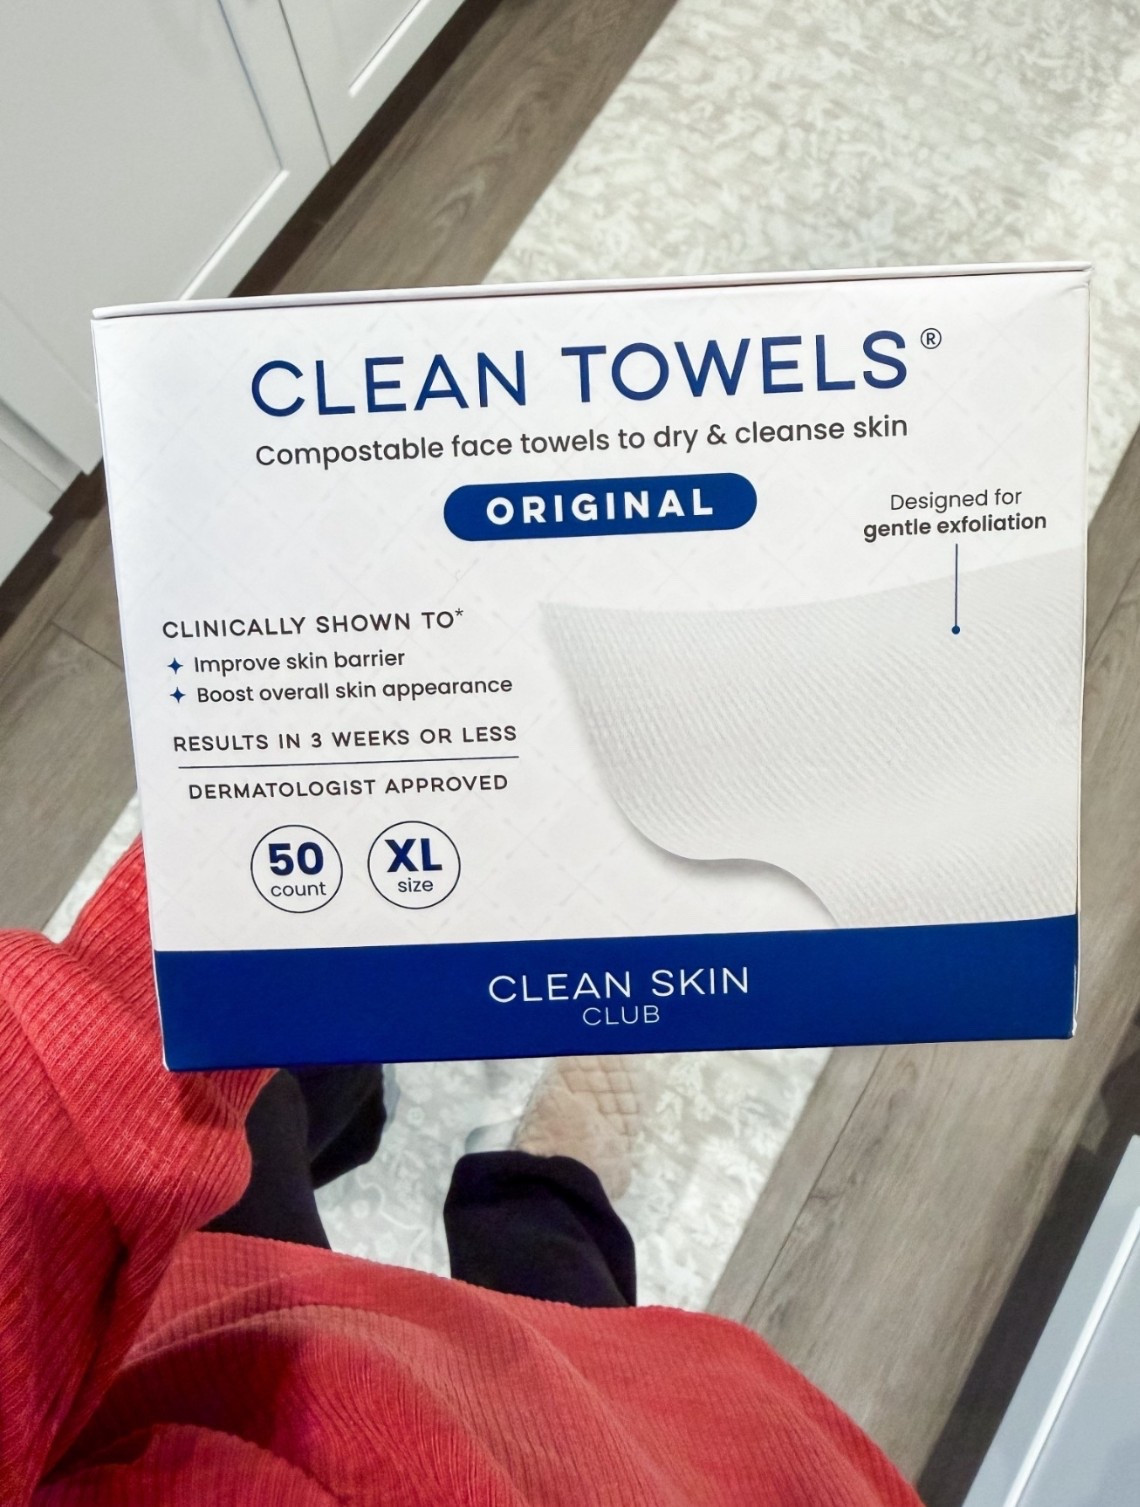 CLEAN TOWELS®
Compostable face towels to dry & cleanse skin
ORIGINAL
Designed for
gentle exfoliation
CLINICALLY SHOWN TO*
Improve skin barrier
Boost overall skin appearance
RESULTS IN 3 WEEKS OR LESS
DERMATOLOGIST APPROVED
50
count
XL
size
CLEAN SKIN
CLUB